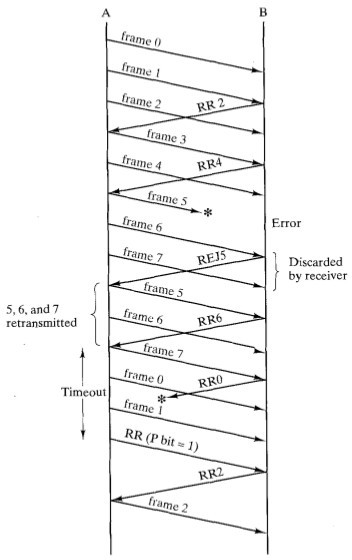 A
B
frame 0
frame 1
frame 2
RR 2
frame 3
frame 4
RR4
frame 5
*
Error
frame 6
frame 7
REJ5
Discarded
by receiver
frame 5
5, 6, and 7
retransmitted
frame 6
RR6
frame 7
Timeout
frame 0
RR0
*
frame 1
RR (P bit = 1)
RR2
frame 2